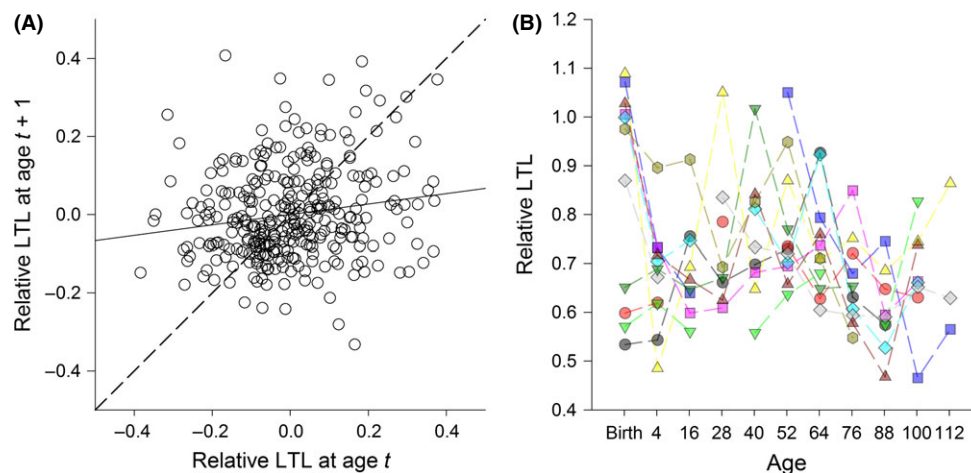 (A)
0.4
0.2
0.0
–0.2
–0.4
Relative LTL at age t + 1
–0.4 –0.2 0.0 0.2 0.4
Relative LTL at age t
(B)
1.2
1.1
1.0
0.9
0.8
0.7
0.6
0.5
0.4
Relative LTL
Birth 4 16 28 40 52 64 76 88 100 112
Age